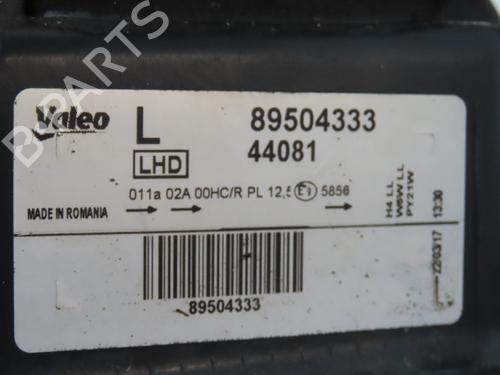 B-PARTS
Valeo L 89504333
44081
LHD
011a 02A 00HC/R PL 12,5 E1 5856
MADE IN ROMANIA
H4 LL
W5W LL
PY21W
22/03/17 13:30
89504333